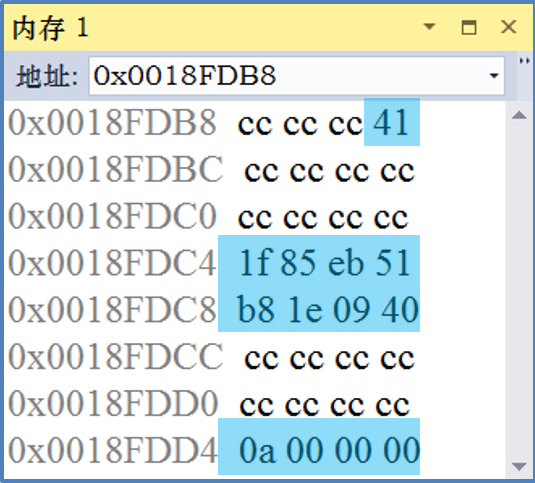 内存 1
地址: 0x0018FDB8
0x0018FDB8 cc cc cc 41
0x0018FDBC cc cc cc cc
0x0018FDC0 cc cc cc cc
0x0018FDC4 1f 85 eb 51
0x0018FDC8 b8 1e 09 40
0x0018FDCC cc cc cc cc
0x0018FDD0 cc cc cc cc
0x0018FDD4 0a 00 00 00